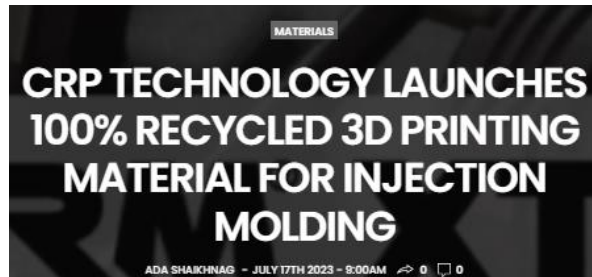 MATERIALS
CRP TECHNOLOGY LAUNCHES
100% RECYCLED 3D PRINTING
MATERIAL FOR INJECTION
MOLDING
ADA SHAIKHNAG - JULY 17TH 2023 - 9:00AM 0 0